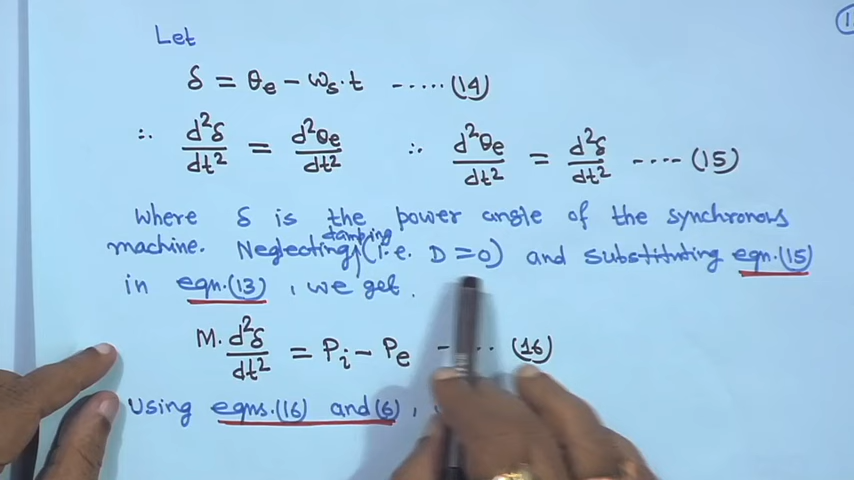 Let
δ = θe − ωs.t ----- (14)
∴ d²δ/dt² = d²θe/dt² ∴ d²θe/dt² = d²δ/dt² ---- (15)
where δ is the power angle of the synchronous
machine. Neglecting damping (i.e. D = 0) and substituting eqn.(15)
in eqn.(13), we get.
M. d²δ/dt² = Pi − Pe ---- (16)
Using eqns.(16) and (6),